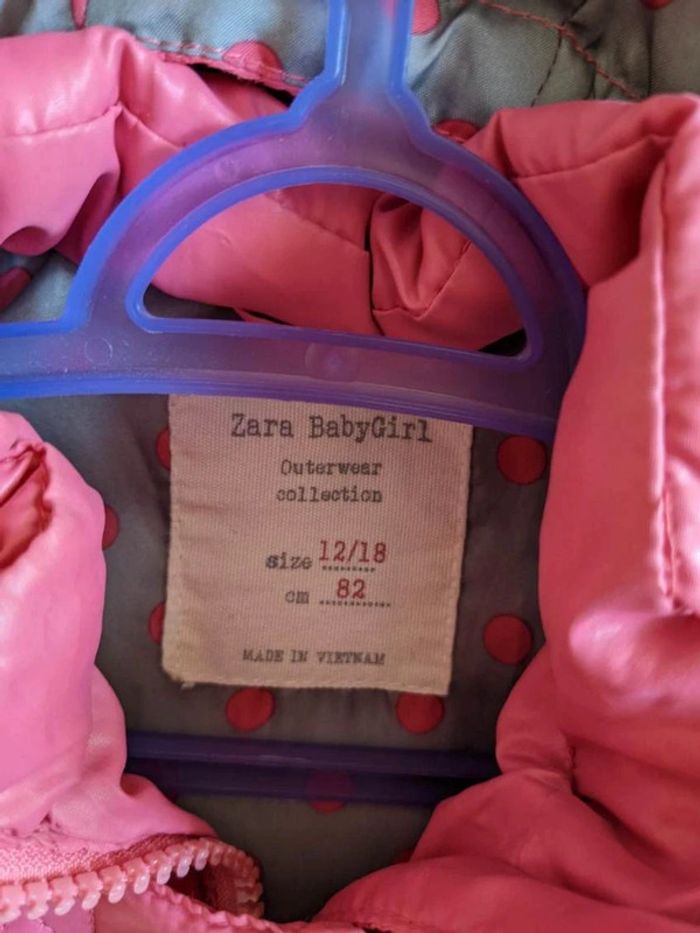 Zara BabyGirl
Outerwear
collection
size 12/18
cm 82
MADE IN VIETNAM